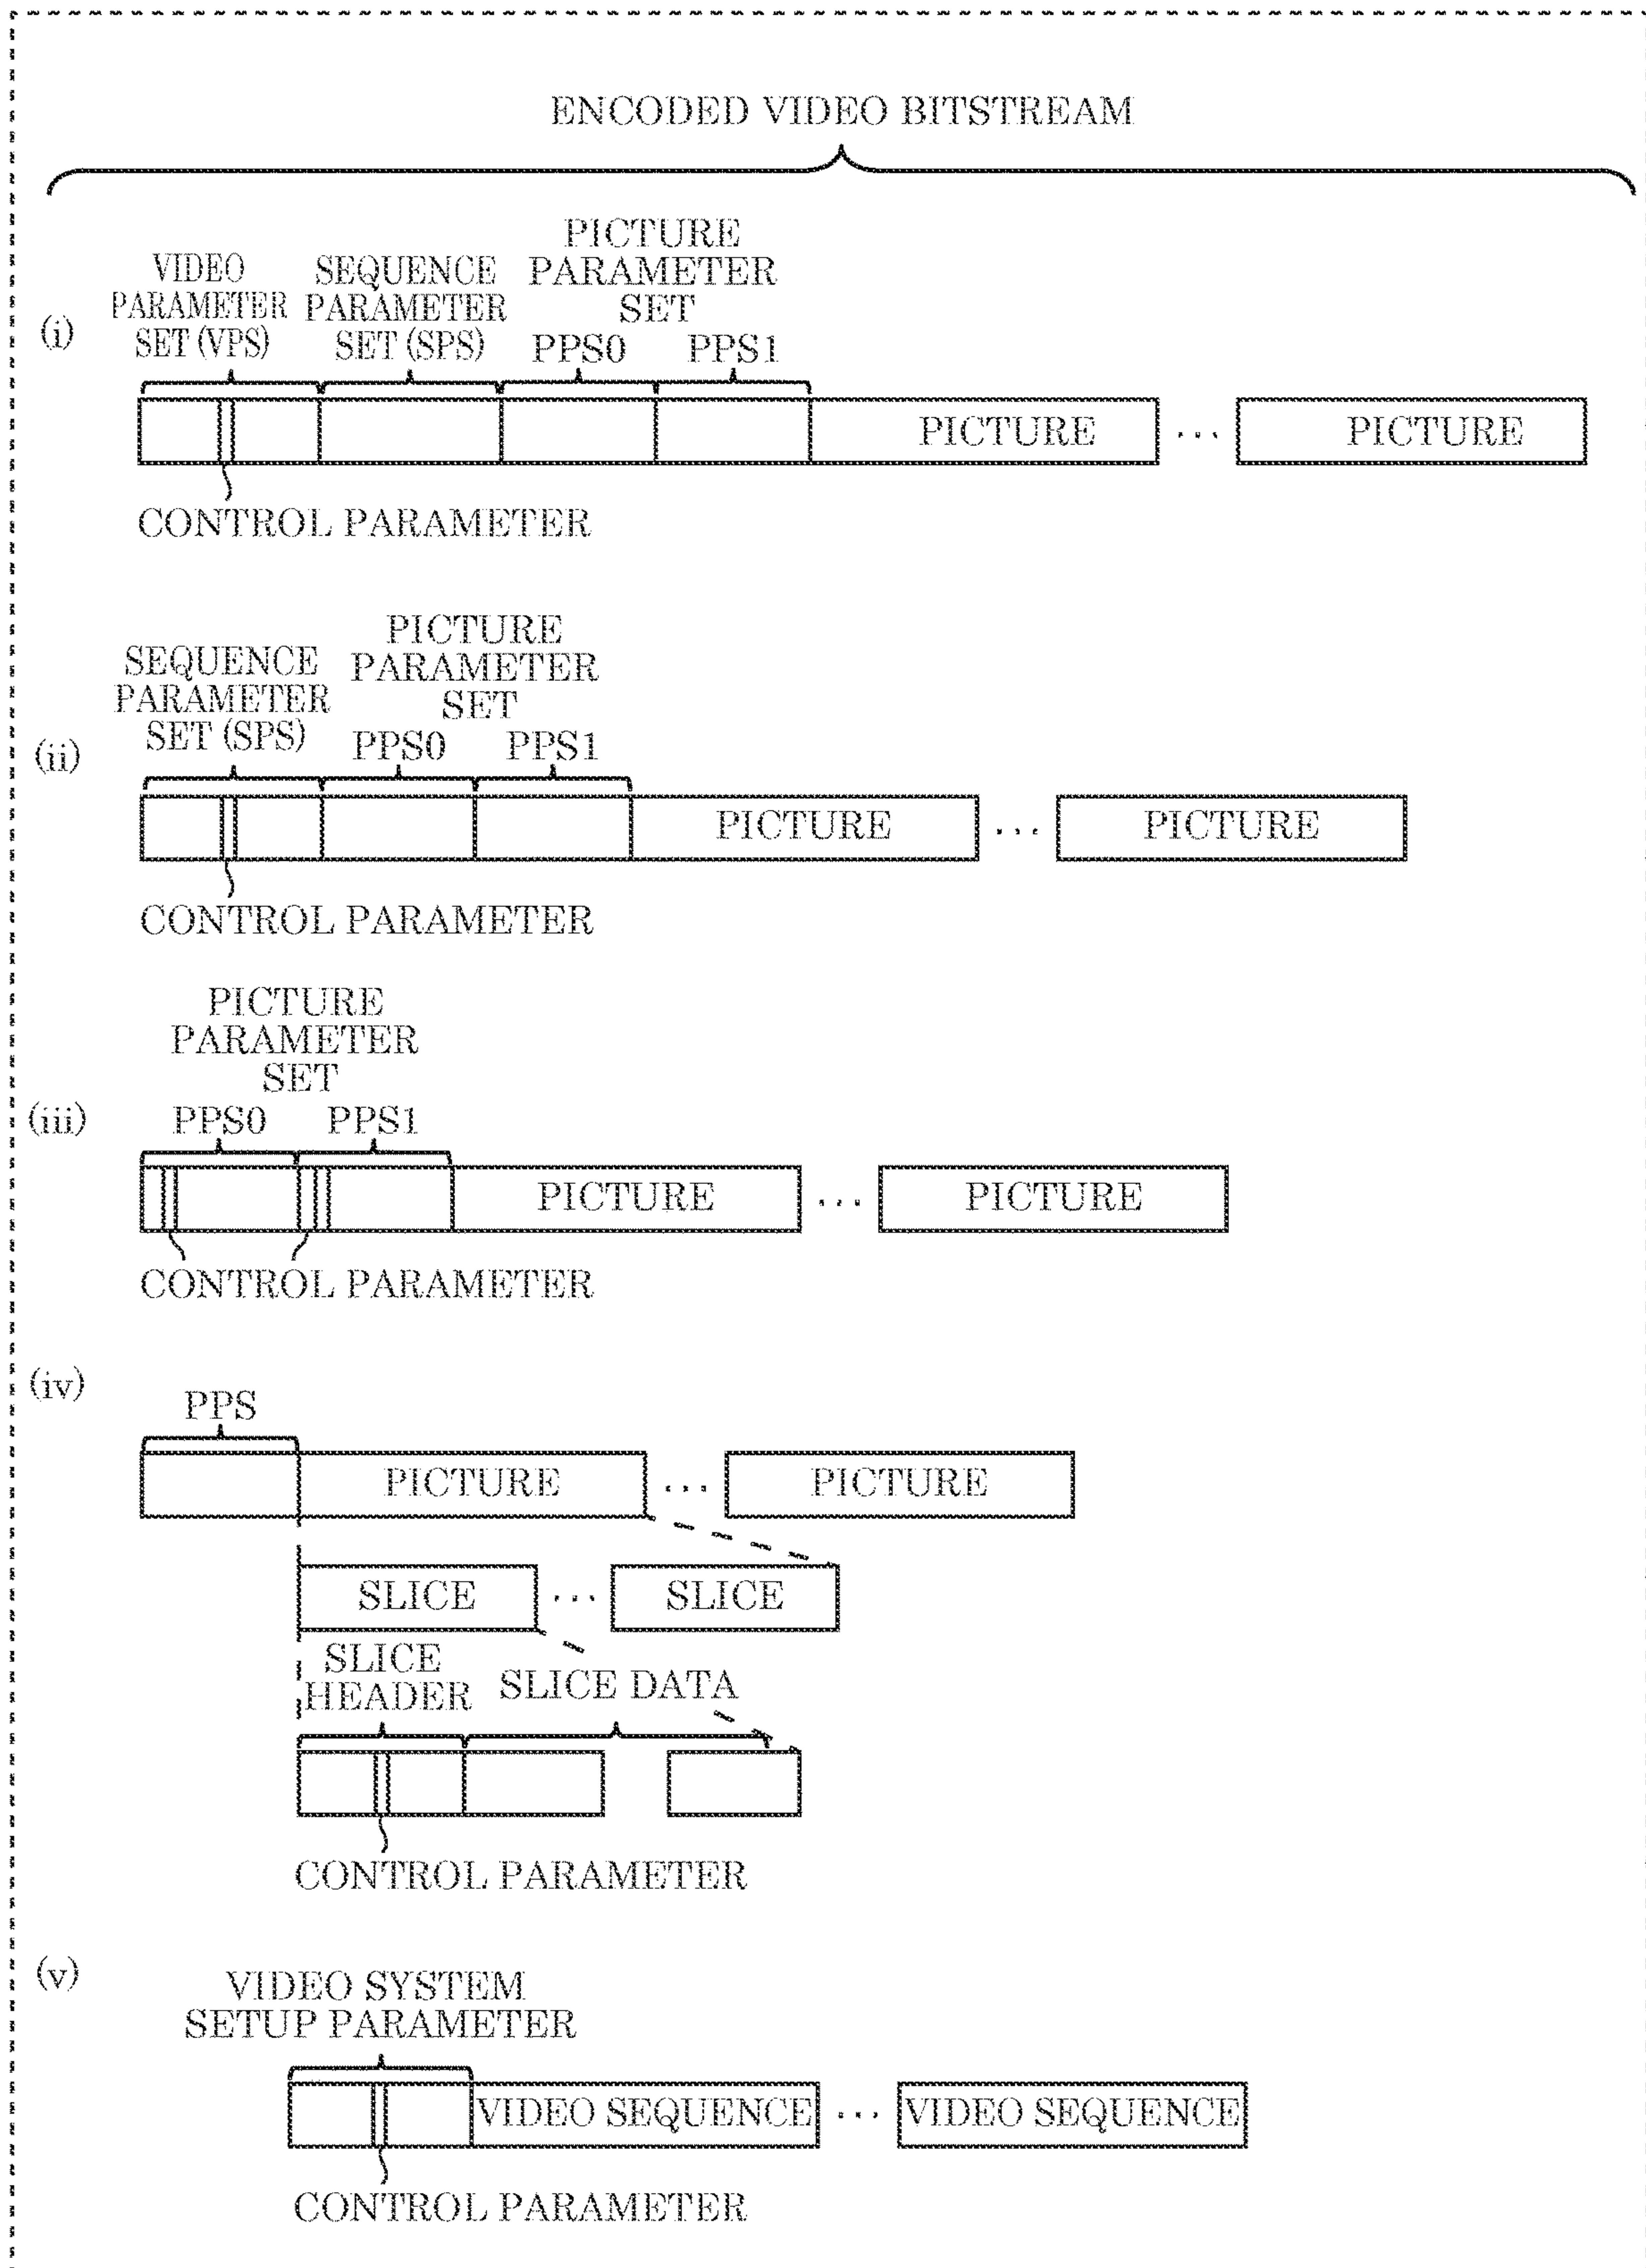 ENCODED VIDEO BITSTREAM
(i)
VIDEO
PARAMETER
SET (VPS)
SEQUENCE
PARAMETER
SET (SPS)
PICTURE
PARAMETER
SET
PPS0 PPS1
PICTURE ... PICTURE
CONTROL PARAMETER
(ii)
SEQUENCE
PARAMETER
SET (SPS)
PICTURE
PARAMETER
SET
PPS0 PPS1
PICTURE ... PICTURE
CONTROL PARAMETER
(iii)
PICTURE
PARAMETER
SET
PPS0 PPS1
PICTURE ... PICTURE
CONTROL PARAMETER
(iv)
PPS
PICTURE ... PICTURE
SLICE ... SLICE
SLICE
HEADER
SLICE DATA
CONTROL PARAMETER
(v)
VIDEO SYSTEM
SETUP PARAMETER
VIDEO SEQUENCE ... VIDEO SEQUENCE
CONTROL PARAMETER